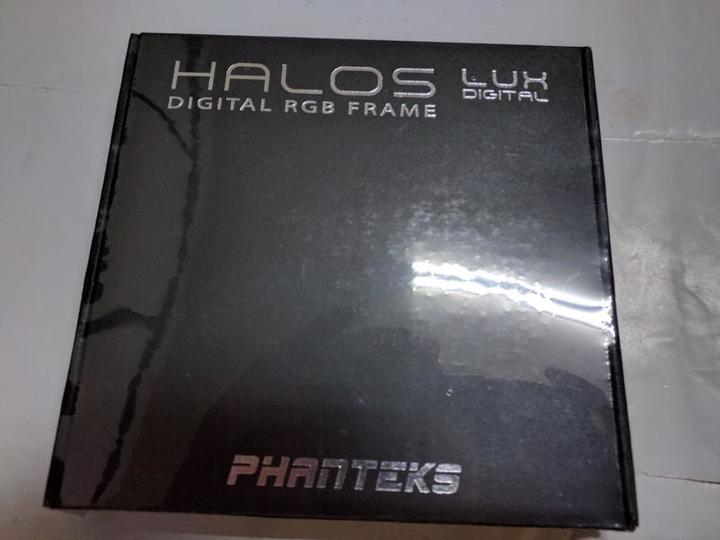 HALOS LUX
DIGITAL RGB FRAME DIGITAL
PHANTEKS